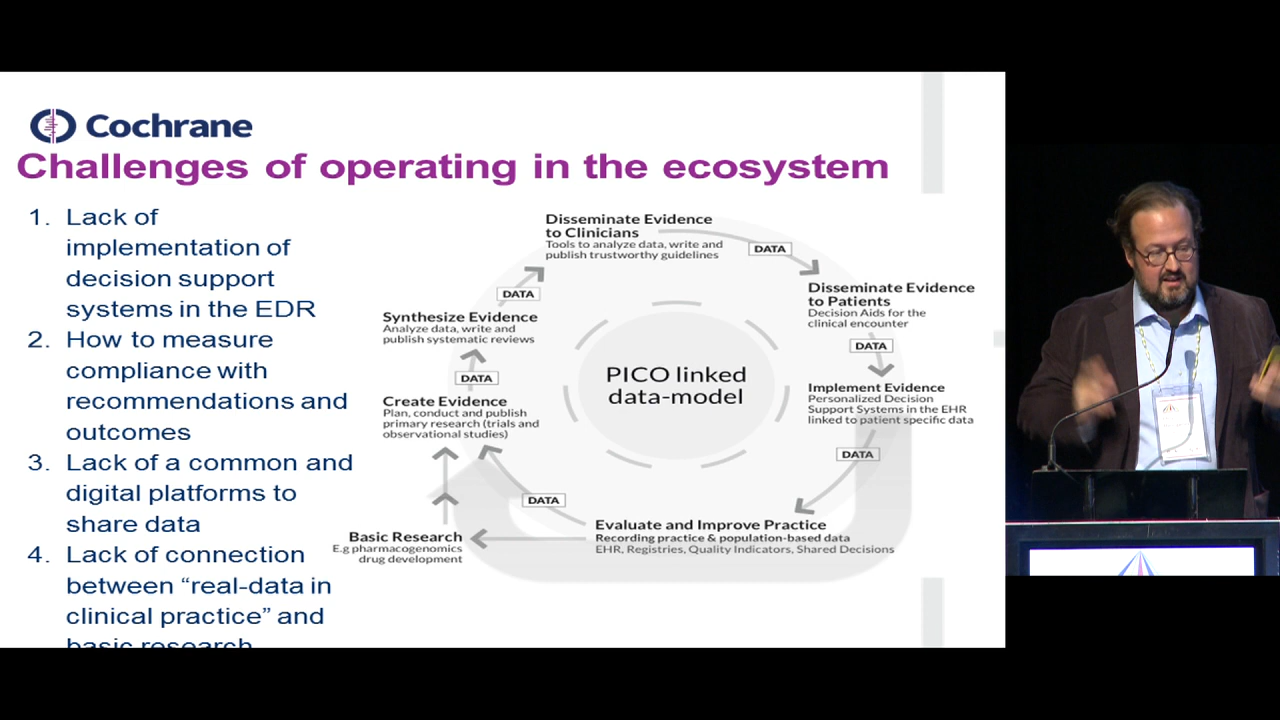 Cochrane
Challenges of operating in the ecosystem
1. Lack of
implementation of
decision support
systems in the EDR
2. How to measure
compliance with
recommendations and
outcomes
3. Lack of a common and
digital platforms to
share data
4. Lack of connection
between “real-data in
clinical practice” and
basic research
Disseminate Evidence
to Clinicians
Tools to analyze data, write and
publish trustworthy guidelines
DATA
Disseminate Evidence
to Patients
Decision Aids for the
clinical encounter
DATA
Implement Evidence
Personalized Decision
Support Systems in the EHR
linked to patient specific data
DATA
Evaluate and Improve Practice
Recording practice & population-based data
EHR, Registries, Quality Indicators, Shared Decisions
Basic Research
E.g pharmacogenomics
drug development
DATA
Create Evidence
Plan, conduct and publish
primary research (trials and
observational studies)
DATA
Synthesize Evidence
Analyze data, write and
publish systematic reviews
DATA
PICO linked
data-model